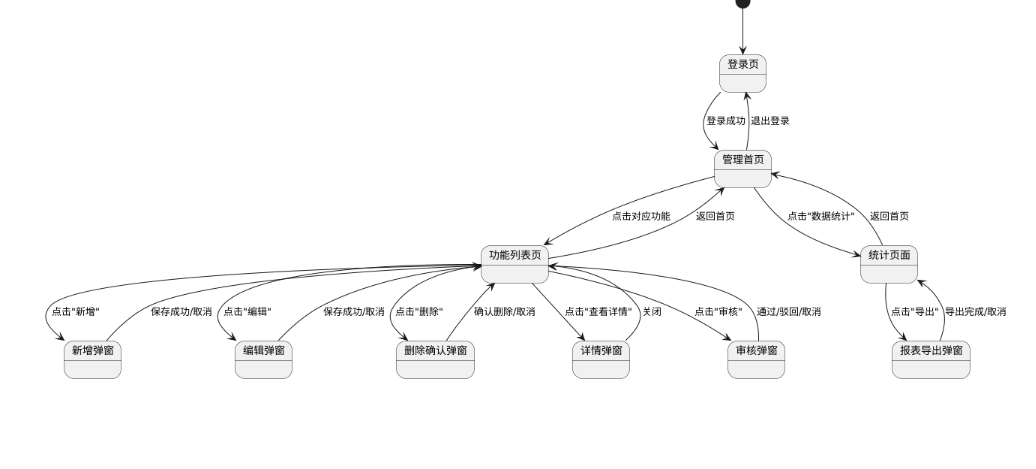 登录页
登录成功
退出登录
管理首页
点击对应功能
返回首页
点击"数据统计"
返回首页
功能列表页
统计页面
点击"新增"
保存成功/取消
点击"编辑"
保存成功/取消
点击"删除"
确认删除/取消
点击"查看详情"
关闭
点击"审核"
通过/驳回/取消
点击"导出"
导出完成/取消
新增弹窗
编辑弹窗
删除确认弹窗
详情弹窗
审核弹窗
报表导出弹窗